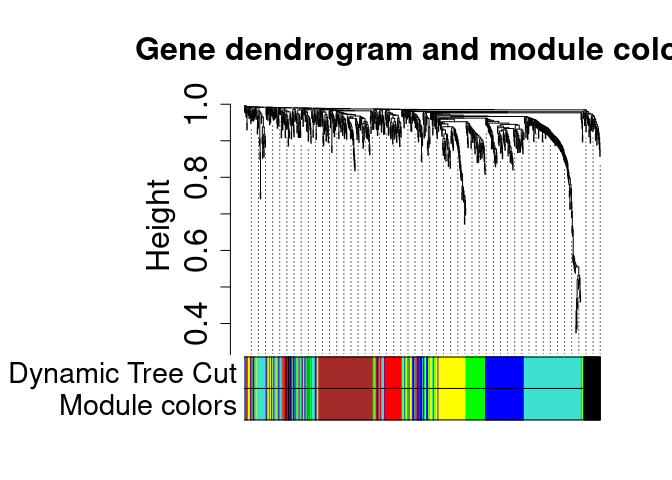 Gene dendrogram and module colo
Height
1.0
0.8
0.6
0.4
Dynamic Tree Cut
Module colors